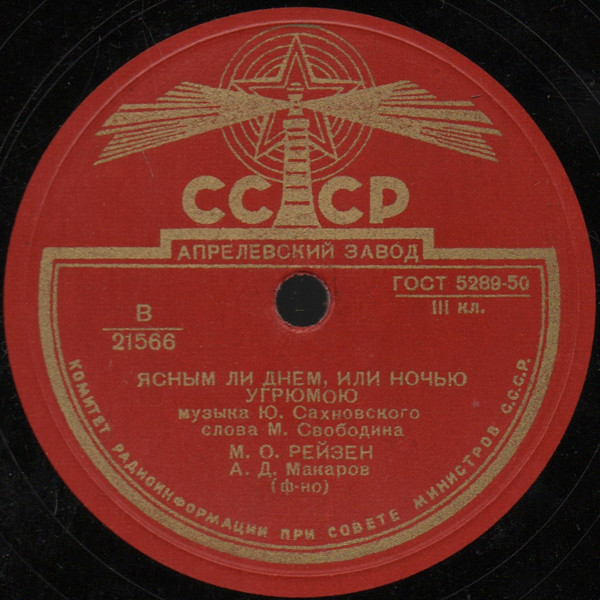 СССР
АПРЕЛЕВСКИЙ ЗАВОД
ГОСТ 5289-50
III кл.
В
21566
ЯСНЫМ ЛИ ДНЕМ, ИЛИ НОЧЬЮ
УГРЮМОЮ
музыка Ю. Сахновского
слова М. Свободина
М. О. РЕЙЗЕН
А. Д. Макаров
(ф-но)
КОМИТЕТ РАДИОИНФОРМАЦИИ ПРИ СОВЕТЕ МИНИСТРОВ С.С.С.Р.